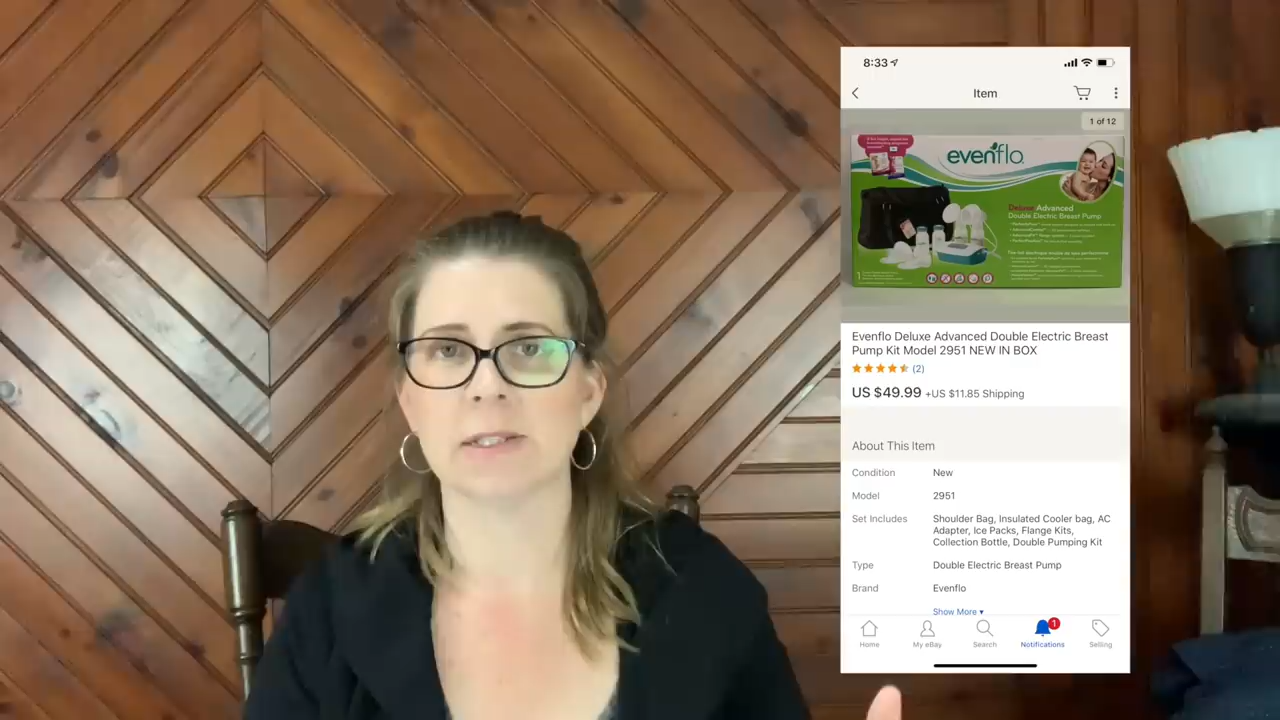 8:33
Item
1 of 12
evenflo
Deluxe Advanced
Double Electric Breast Pump
Evenflo Deluxe Advanced Double Electric Breast
Pump Kit Model 2951 NEW IN BOX
(2)
US $49.99 +US $11.85 Shipping
About This Item
Condition New
Model 2951
Set Includes Shoulder Bag, Insulated Cooler bag, AC
Adapter, Ice Packs, Flange Kits,
Collection Bottle, Double Pumping Kit
Type Double Electric Breast Pump
Brand Evenflo
Show More
1
Home My eBay Search Notifications Selling